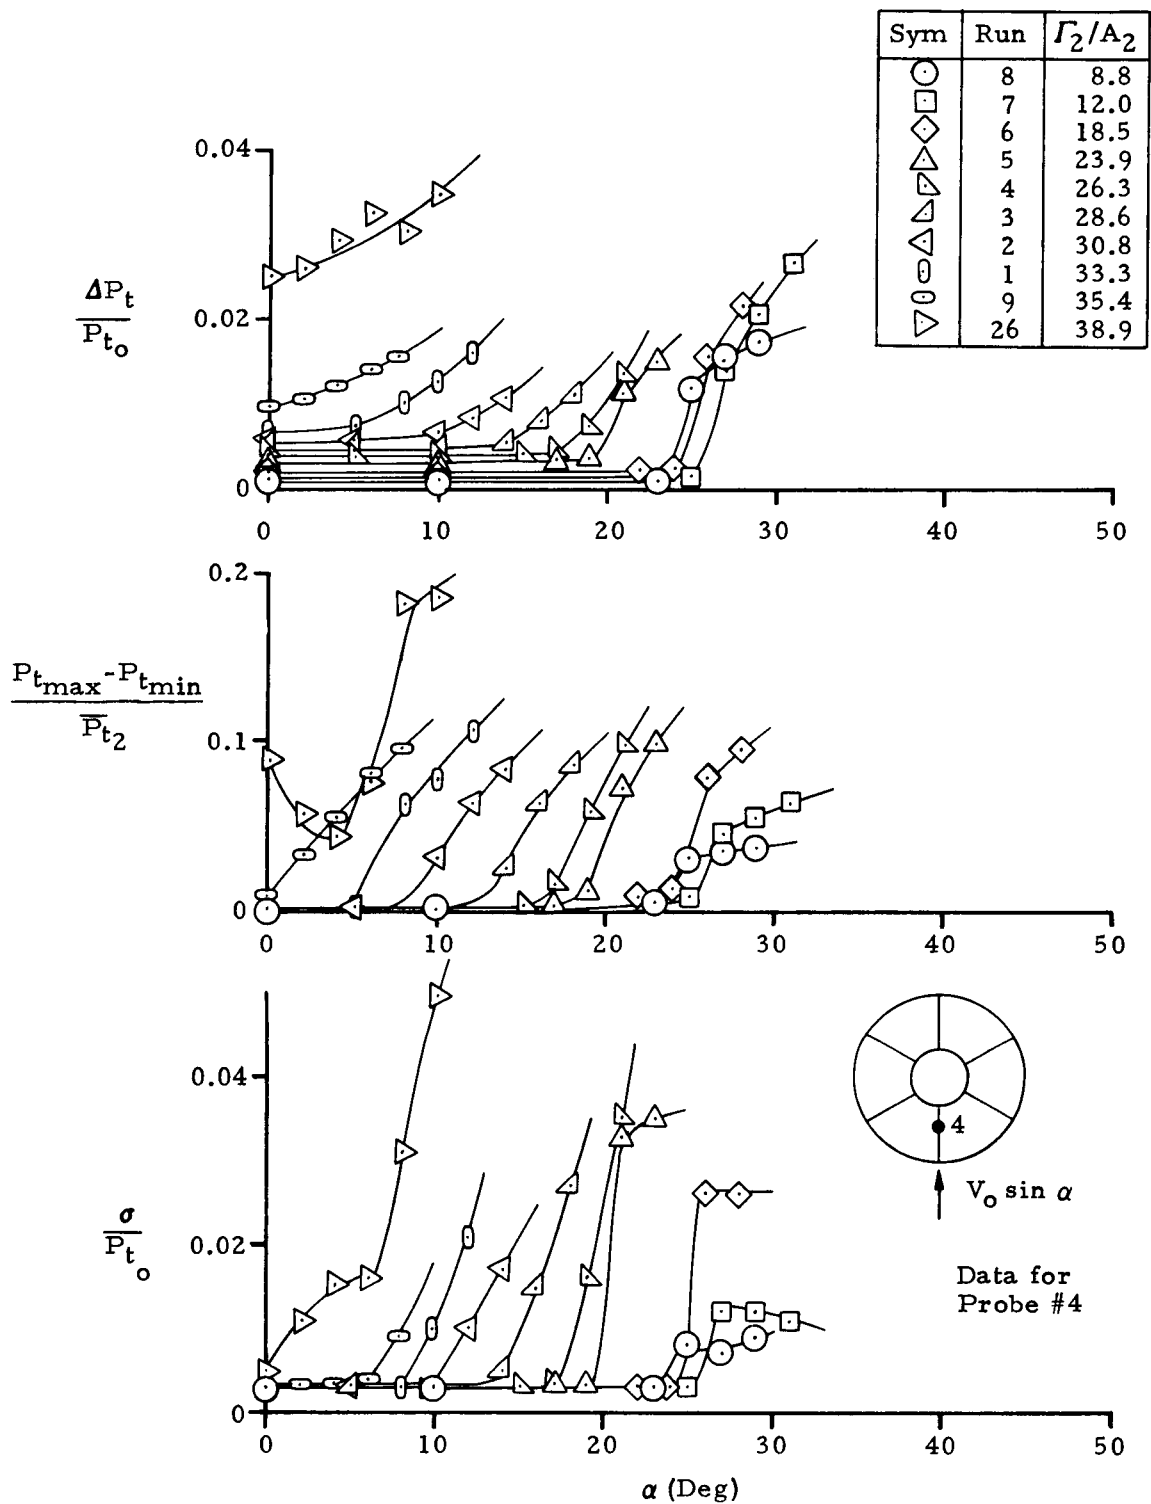 Sym Run Γ2/A2
8 8.8
7 12.0
6 18.5
5 23.9
4 26.3
3 28.6
2 30.8
1 33.3
9 35.4
26 38.9
0.04
ΔPt
Pto
0.02
0
0 10 20 30 40 50
0.2
Ptmax-Ptmin
P̅t2
0.1
0
0 10 20 30 40 50
0.04
4
σ
Pto
0.02
Vo sin α
Data for
Probe #4
0
0 10 20 30 40 50
α (Deg)